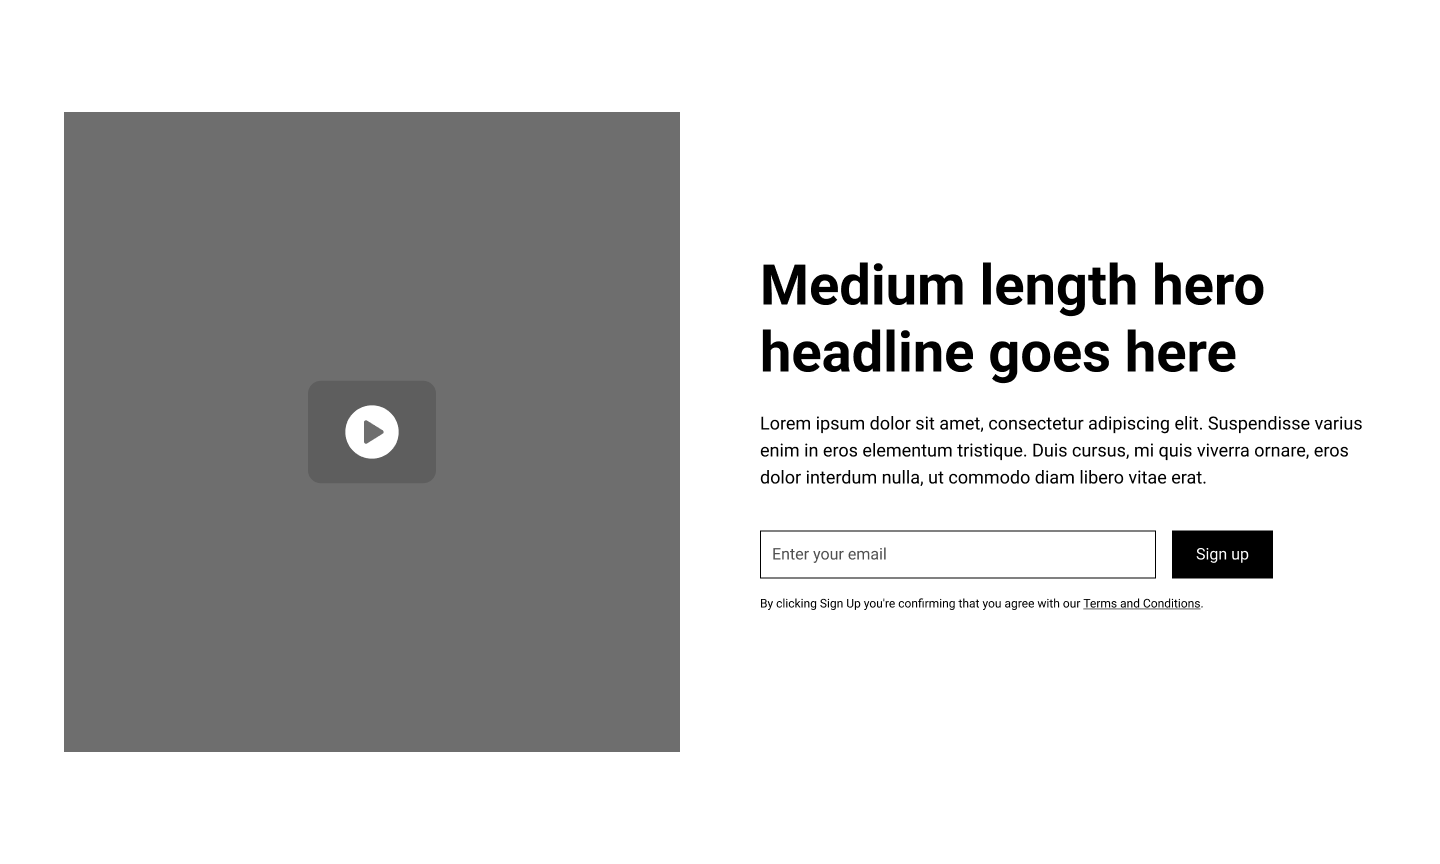 Medium length hero
headline goes here
Lorem ipsum dolor sit amet, consectetur adipiscing elit. Suspendisse varius
enim in eros elementum tristique. Duis cursus, mi quis viverra ornare, eros
dolor interdum nulla, ut commodo diam libero vitae erat.
Enter your email
Sign up
By clicking Sign Up you're confirming that you agree with our Terms and Conditions.